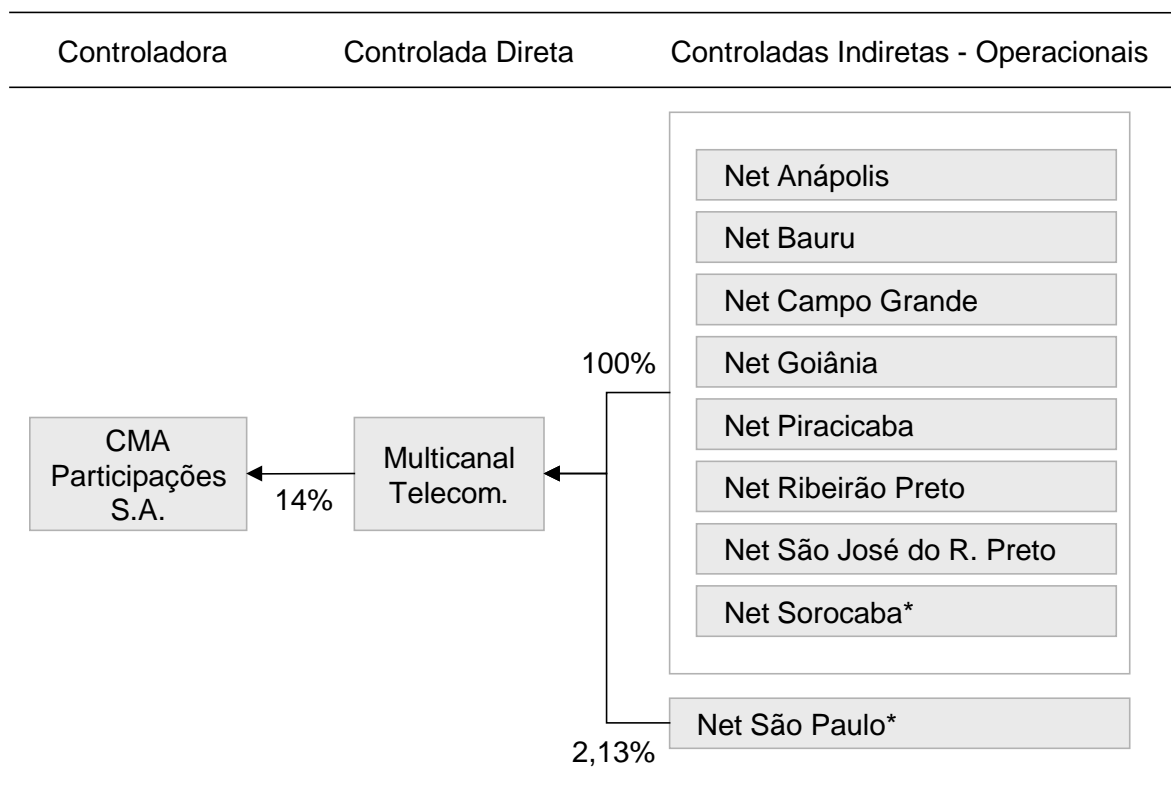 Controladora
Controlada Direta
Controladas Indiretas - Operacionais
Net Anápolis
Net Bauru
Net Campo Grande
100%
Net Goiânia
CMA
Participações
S.A.
14%
Multicanal
Telecom.
Net Piracicaba
Net Ribeirão Preto
Net São José do R. Preto
Net Sorocaba*
Net São Paulo*
2,13%